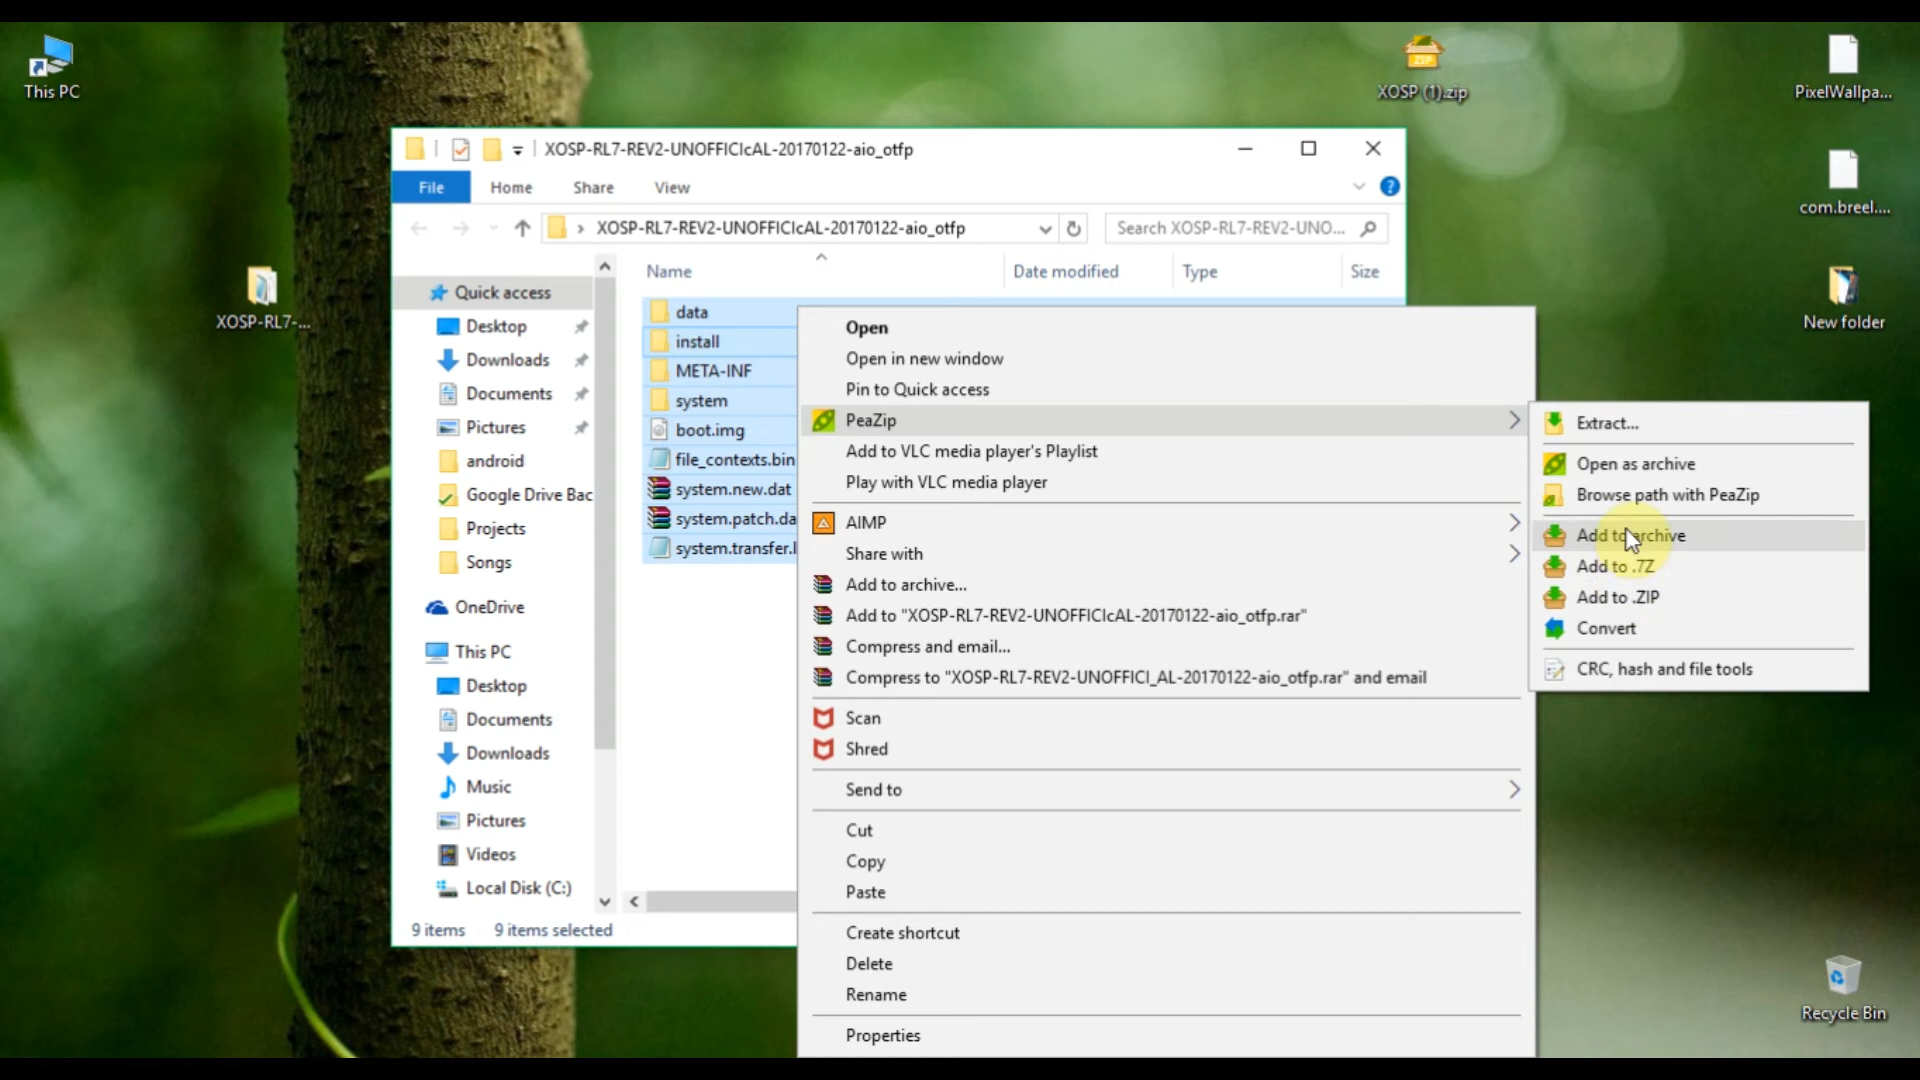 This PC
XOSP (1).zip
PixelWallpa...
com.breel....
New folder
XOSP-RL7-...
Recycle Bin
XOSP-RL7-REV2-UNOFFICIcAL-20170122-aio_otfp
File
Home
Share
View
XOSP-RL7-REV2-UNOFFICIcAL-20170122-aio_otfp
Search XOSP-RL7-REV2-UNO...
Name
Date modified
Type
Size
Quick access
Desktop
Downloads
Documents
Pictures
android
Google Drive Bac
Projects
Songs
OneDrive
This PC
Desktop
Documents
Downloads
Music
Pictures
Videos
Local Disk (C:)
data
install
META-INF
system
boot.img
file_contexts.bin
system.new.dat
system.patch.da
system.transfer.l
9 items
9 items selected
Open
Open in new window
Pin to Quick access
PeaZip
Add to VLC media player's Playlist
Play with VLC media player
AIMP
Share with
Add to archive...
Add to "XOSP-RL7-REV2-UNOFFICIcAL-20170122-aio_otfp.rar"
Compress and email...
Compress to "XOSP-RL7-REV2-UNOFFICI_AL-20170122-aio_otfp.rar" and email
Scan
Shred
Send to
Cut
Copy
Paste
Create shortcut
Delete
Rename
Properties
Extract...
Open as archive
Browse path with PeaZip
Add to archive
Add to .7Z
Add to .ZIP
Convert
CRC, hash and file tools